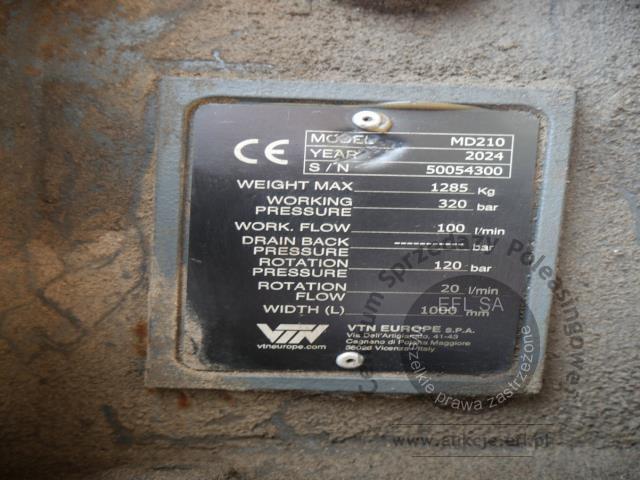 CE
MODEL MD210
YEAR 2024
S/N 50054300
WEIGHT MAX 1285 Kg
WORKING PRESSURE 320 bar
WORK. FLOW 100 l/min
DRAIN BACK PRESSURE ---------- bar
ROTATION PRESSURE 120 bar
ROTATION FLOW 20 l/min
WIDTH (L) 1000 mm
VTN
vtneurope.com
VTN EUROPE S.P.A.
Via Dell'Artigianato, 41-43
Cagnano di Pojana Maggiore
36026 Vicenza-Italy
Centrum Sprzedaży Poleasingowej
EFL SA
wszelkie prawa zastrzeżone
www.aukcje.efl.pl